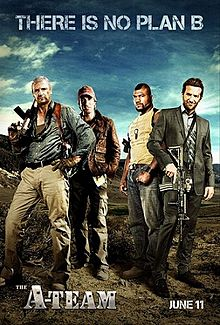 THERE IS NO PLAN B
THE A-TEAM
JUNE 11